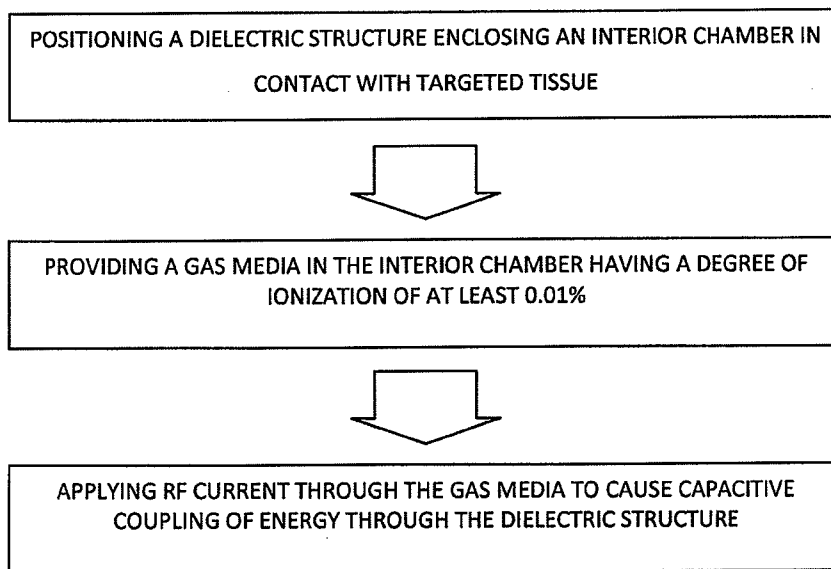 POSITIONING A DIELECTRIC STRUCTURE ENCLOSING AN INTERIOR CHAMBER IN
CONTACT WITH TARGETED TISSUE
PROVIDING A GAS MEDIA IN THE INTERIOR CHAMBER HAVING A DEGREE OF
IONIZATION OF AT LEAST 0.01%
APPLYING RF CURRENT THROUGH THE GAS MEDIA TO CAUSE CAPACITIVE
COUPLING OF ENERGY THROUGH THE DIELECTRIC STRUCTURE